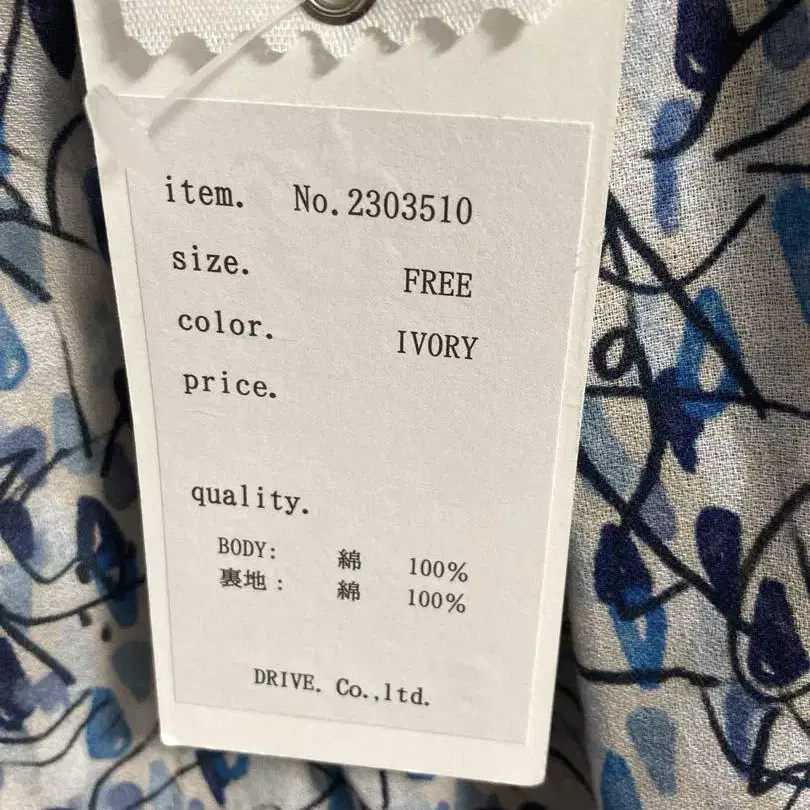 item. No.2303510
size. FREE
color. IVORY
price.
quality.
BODY: 綿 100%
裏地: 綿 100%
DRIVE. Co.,ltd.